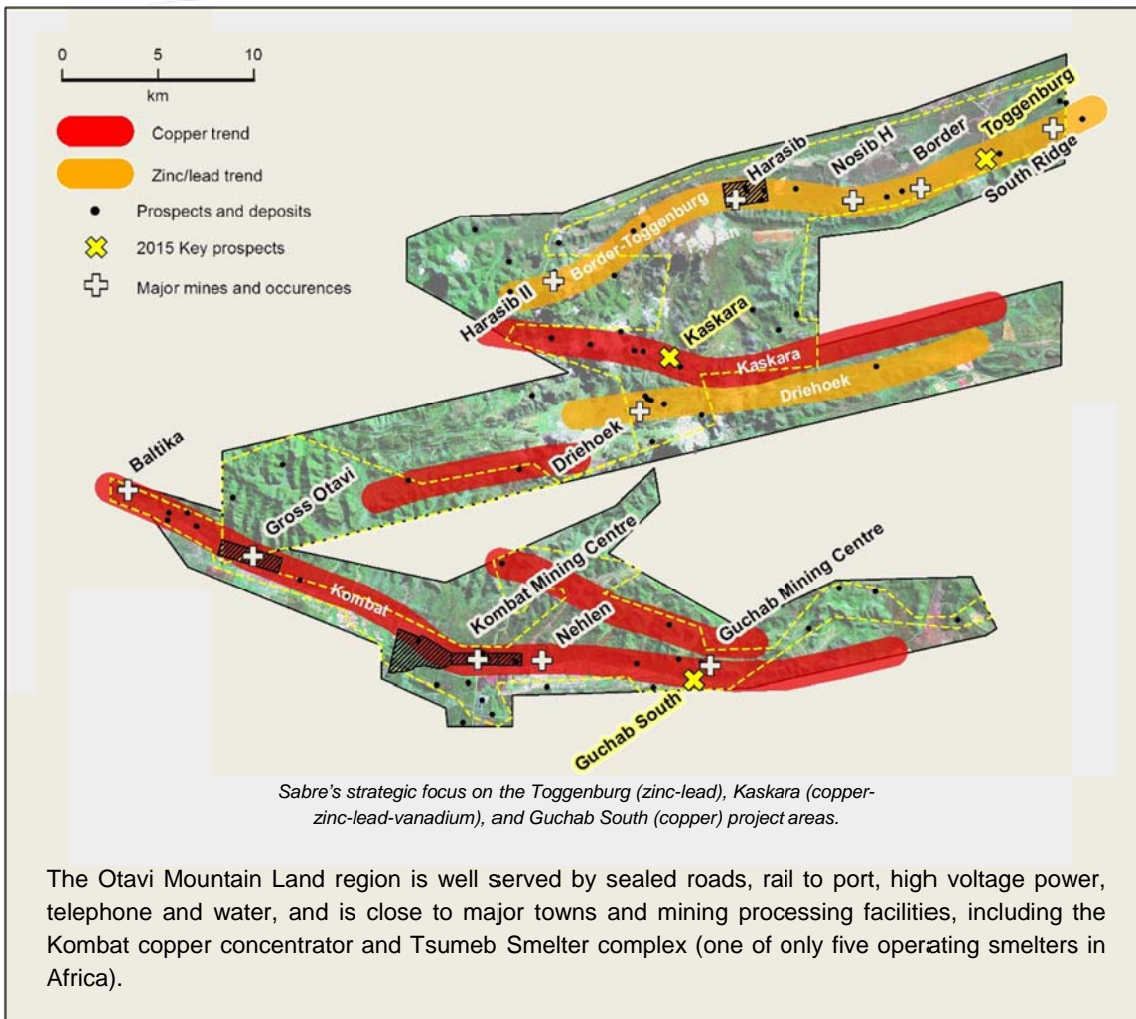 0 5 10
km
Copper trend
Zinc/lead trend
Prospects and deposits
2015 Key prospects
Major mines and occurences
Toggenburg
Border
Nosib H
Harasib
South Ridge
Border-Toggenburg
Harasib II
Kaskara
Kaskara
Driehoek
Driehoek
Baltika
Gross Otavi
Kombat
Kombat Mining Centre
Nehlen
Guchab Mining Centre
Guchab South
Sabre's strategic focus on the Toggenburg (zinc-lead), Kaskara (copper-
zinc-lead-vanadium), and Guchab South (copper) project areas.
The Otavi Mountain Land region is well served by sealed roads, rail to port, high voltage power,
telephone and water, and is close to major towns and mining processing facilities, including the
Kombat copper concentrator and Tsumeb Smelter complex (one of only five operating smelters in
Africa).